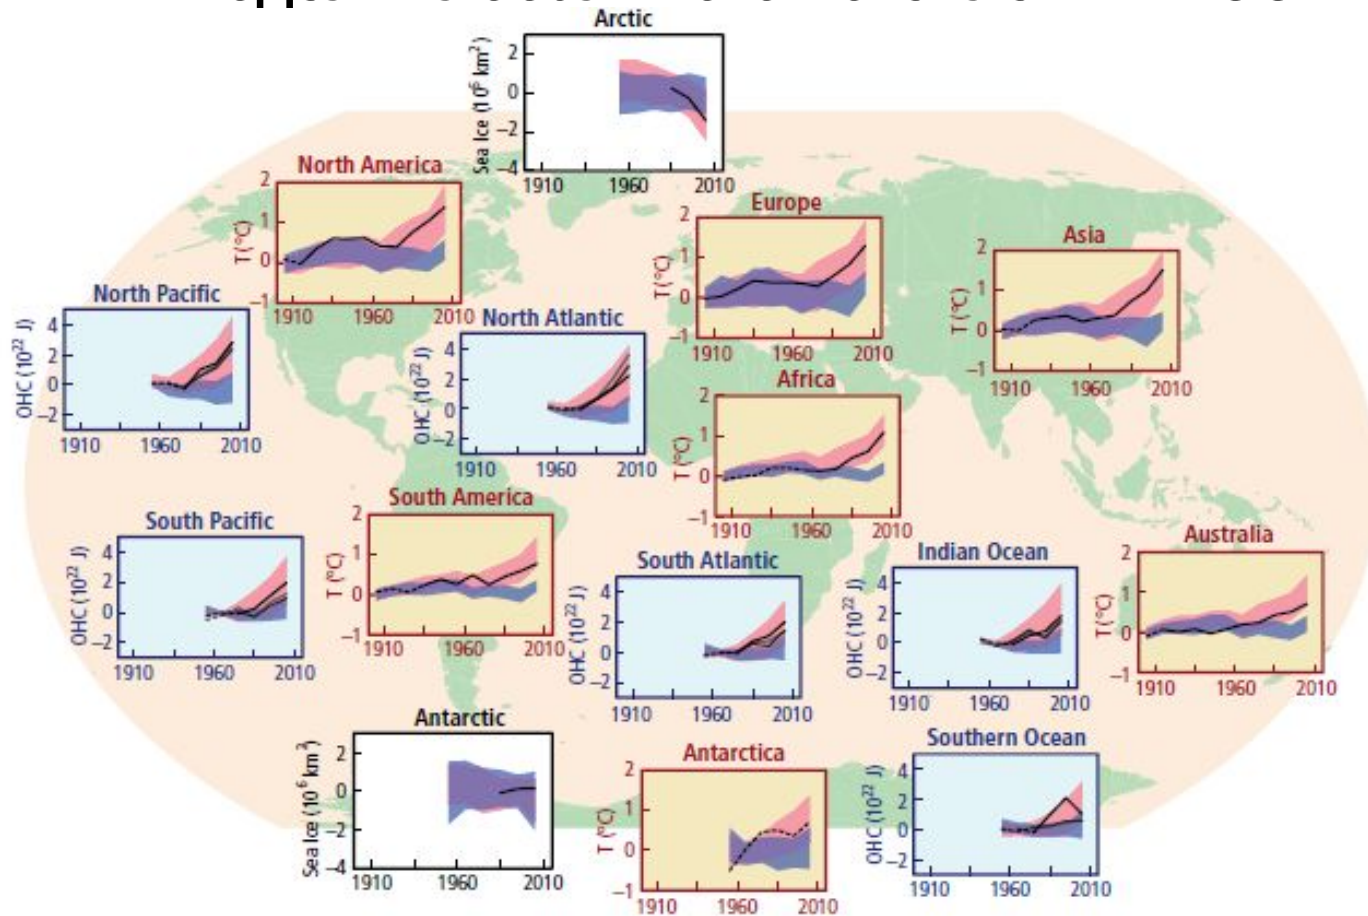 Arctic
Sea Ice (10⁶ km²)
2
0
−2
−4
1910 1960 2010
North America
T (°C)
2
1
0
−1
1910 1960 2010
Europe
T (°C)
2
1
0
−1
1910 1960 2010
Asia
T (°C)
2
1
0
−1
1910 1960 2010
North Pacific
OHC (10²² J)
4
2
0
−2
1910 1960 2010
North Atlantic
OHC (10²² J)
4
2
0
−2
1910 1960 2010
Africa
T (°C)
2
1
0
−1
1910 1960 2010
South Pacific
OHC (10²² J)
4
2
0
−2
1910 1960 2010
South America
T (°C)
2
1
0
−1
1910 1960 2010
South Atlantic
OHC (10²² J)
4
2
0
−2
1910 1960 2010
Indian Ocean
OHC (10²² J)
4
2
0
−2
1910 1960 2010
Australia
T (°C)
2
1
0
−1
1910 1960 2010
Antarctic
Sea Ice (10⁶ km²)
2
0
−2
−4
1910 1960 2010
Antarctica
T (°C)
2
1
0
−1
1910 1960 2010
Southern Ocean
OHC (10²² J)
4
2
0
−2
1910 1960 2010